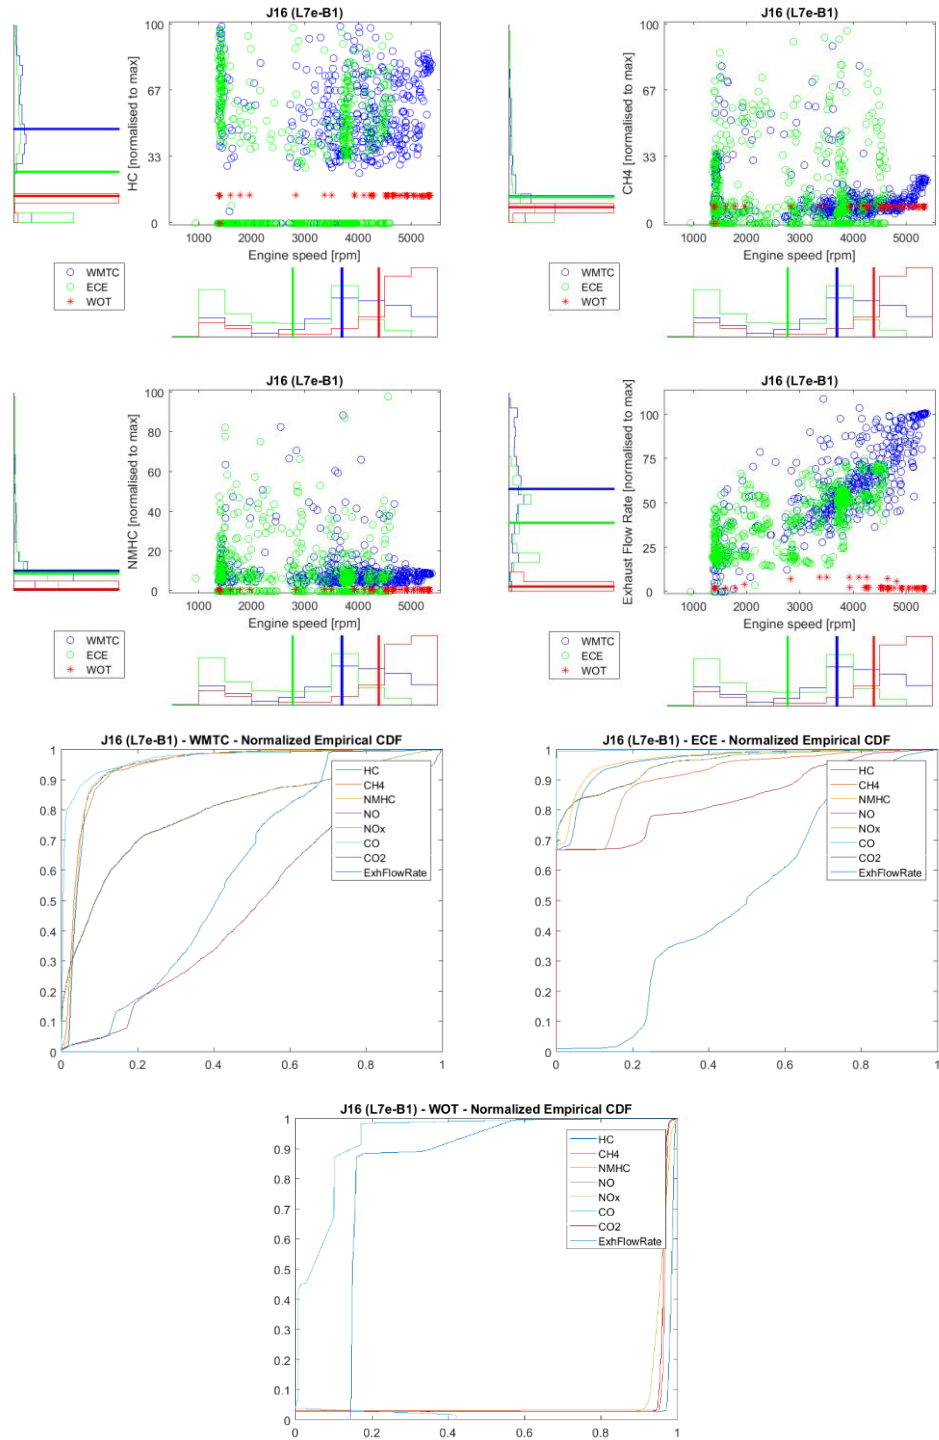 J16 (L7e-B1)
HC [normalised to max]
100
67
33
0
1000 2000 3000 4000 5000
Engine speed [rpm]
WMTC
ECE
WOT
J16 (L7e-B1)
CH4 [normalised to max]
100
67
33
0
1000 2000 3000 4000 5000
Engine speed [rpm]
J16 (L7e-B1)
NMHC [normalised to max]
100
80
60
40
20
0
1000 2000 3000 4000 5000
Engine speed [rpm]
WMTC
ECE
WOT
J16 (L7e-B1)
Exhaust Flow Rate [normalised to max]
100
75
50
25
0
1000 2000 3000 4000 5000
Engine speed [rpm]
WMTC
ECE
WOT
J16 (L7e-B1) - WMTC - Normalized Empirical CDF
1
0.9
0.8
0.7
0.6
0.5
0.4
0.3
0.2
0.1
0
0 0.2 0.4 0.6 0.8 1
HC
CH4
NMHC
NO
NOx
CO
CO2
ExhFlowRate
J16 (L7e-B1) - ECE - Normalized Empirical CDF
1
0.9
0.8
0.7
0.6
0.5
0.4
0.3
0.2
0.1
0
0 0.2 0.4 0.6 0.8 1
HC
CH4
NMHC
NO
NOx
CO
CO2
ExhFlowRate
J16 (L7e-B1) - WOT - Normalized Empirical CDF
1
0.9
0.8
0.7
0.6
0.5
0.4
0.3
0.2
0.1
0
0 0.2 0.4 0.6 0.8 1
HC
CH4
NMHC
NO
NOx
CO
CO2
ExhFlowRate
WMTC
ECE
WOT